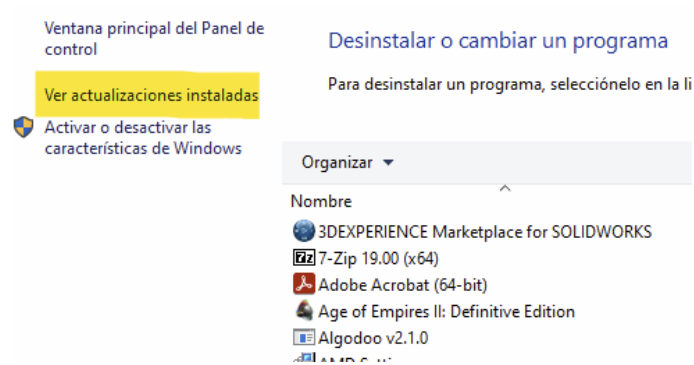 Ventana principal del Panel de
control
Ver actualizaciones instaladas
Activar o desactivar las
características de Windows
Desinstalar o cambiar un programa
Para desinstalar un programa, selecciónelo en la li
Organizar
Nombre
3DEXPERIENCE Marketplace for SOLIDWORKS
7z 7-Zip 19.00 (x64)
Adobe Acrobat (64-bit)
Age of Empires II: Definitive Edition
Algodoo v2.1.0